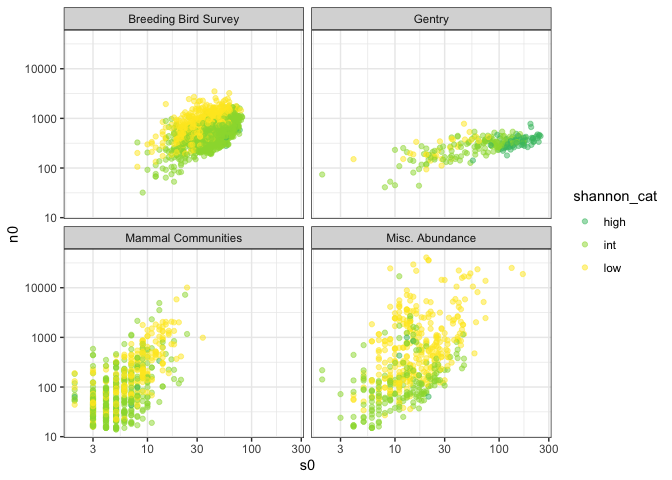 Breeding Bird Survey
Gentry
10000
1000
100
10
n0
Mammal Communities
Misc. Abundance
10000
1000
100
10
3 10 30 100 300
3 10 30 100 300
s0
shannon_cat
high
int
low